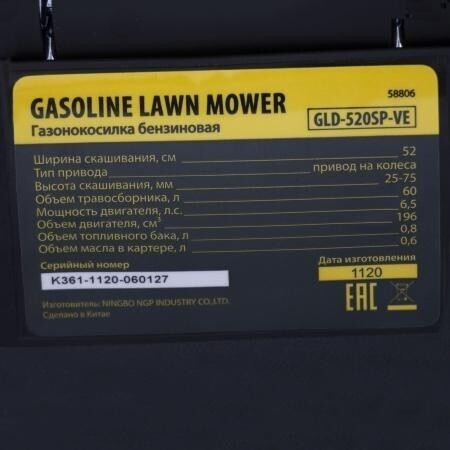 58806
GASOLINE LAWN MOWER GLD-520SP-VE
Газонокосилка бензиновая
Ширина скашивания, см 52
Тип привода привод на колеса
Высота скашивания, мм 25-75
Объем травосборника, л 60
Мощность двигателя, л.с. 6,5
Объем двигателя, см³ 196
Объем топливного бака, л 0,8
Объем масла в картере, л 0,6
Серийный номер Дата изготовления
K361-1120-060127 1120
Изготовитель: NINGBO NGP INDUSTRY CO.,LTD. EAC
Сделано в Китае